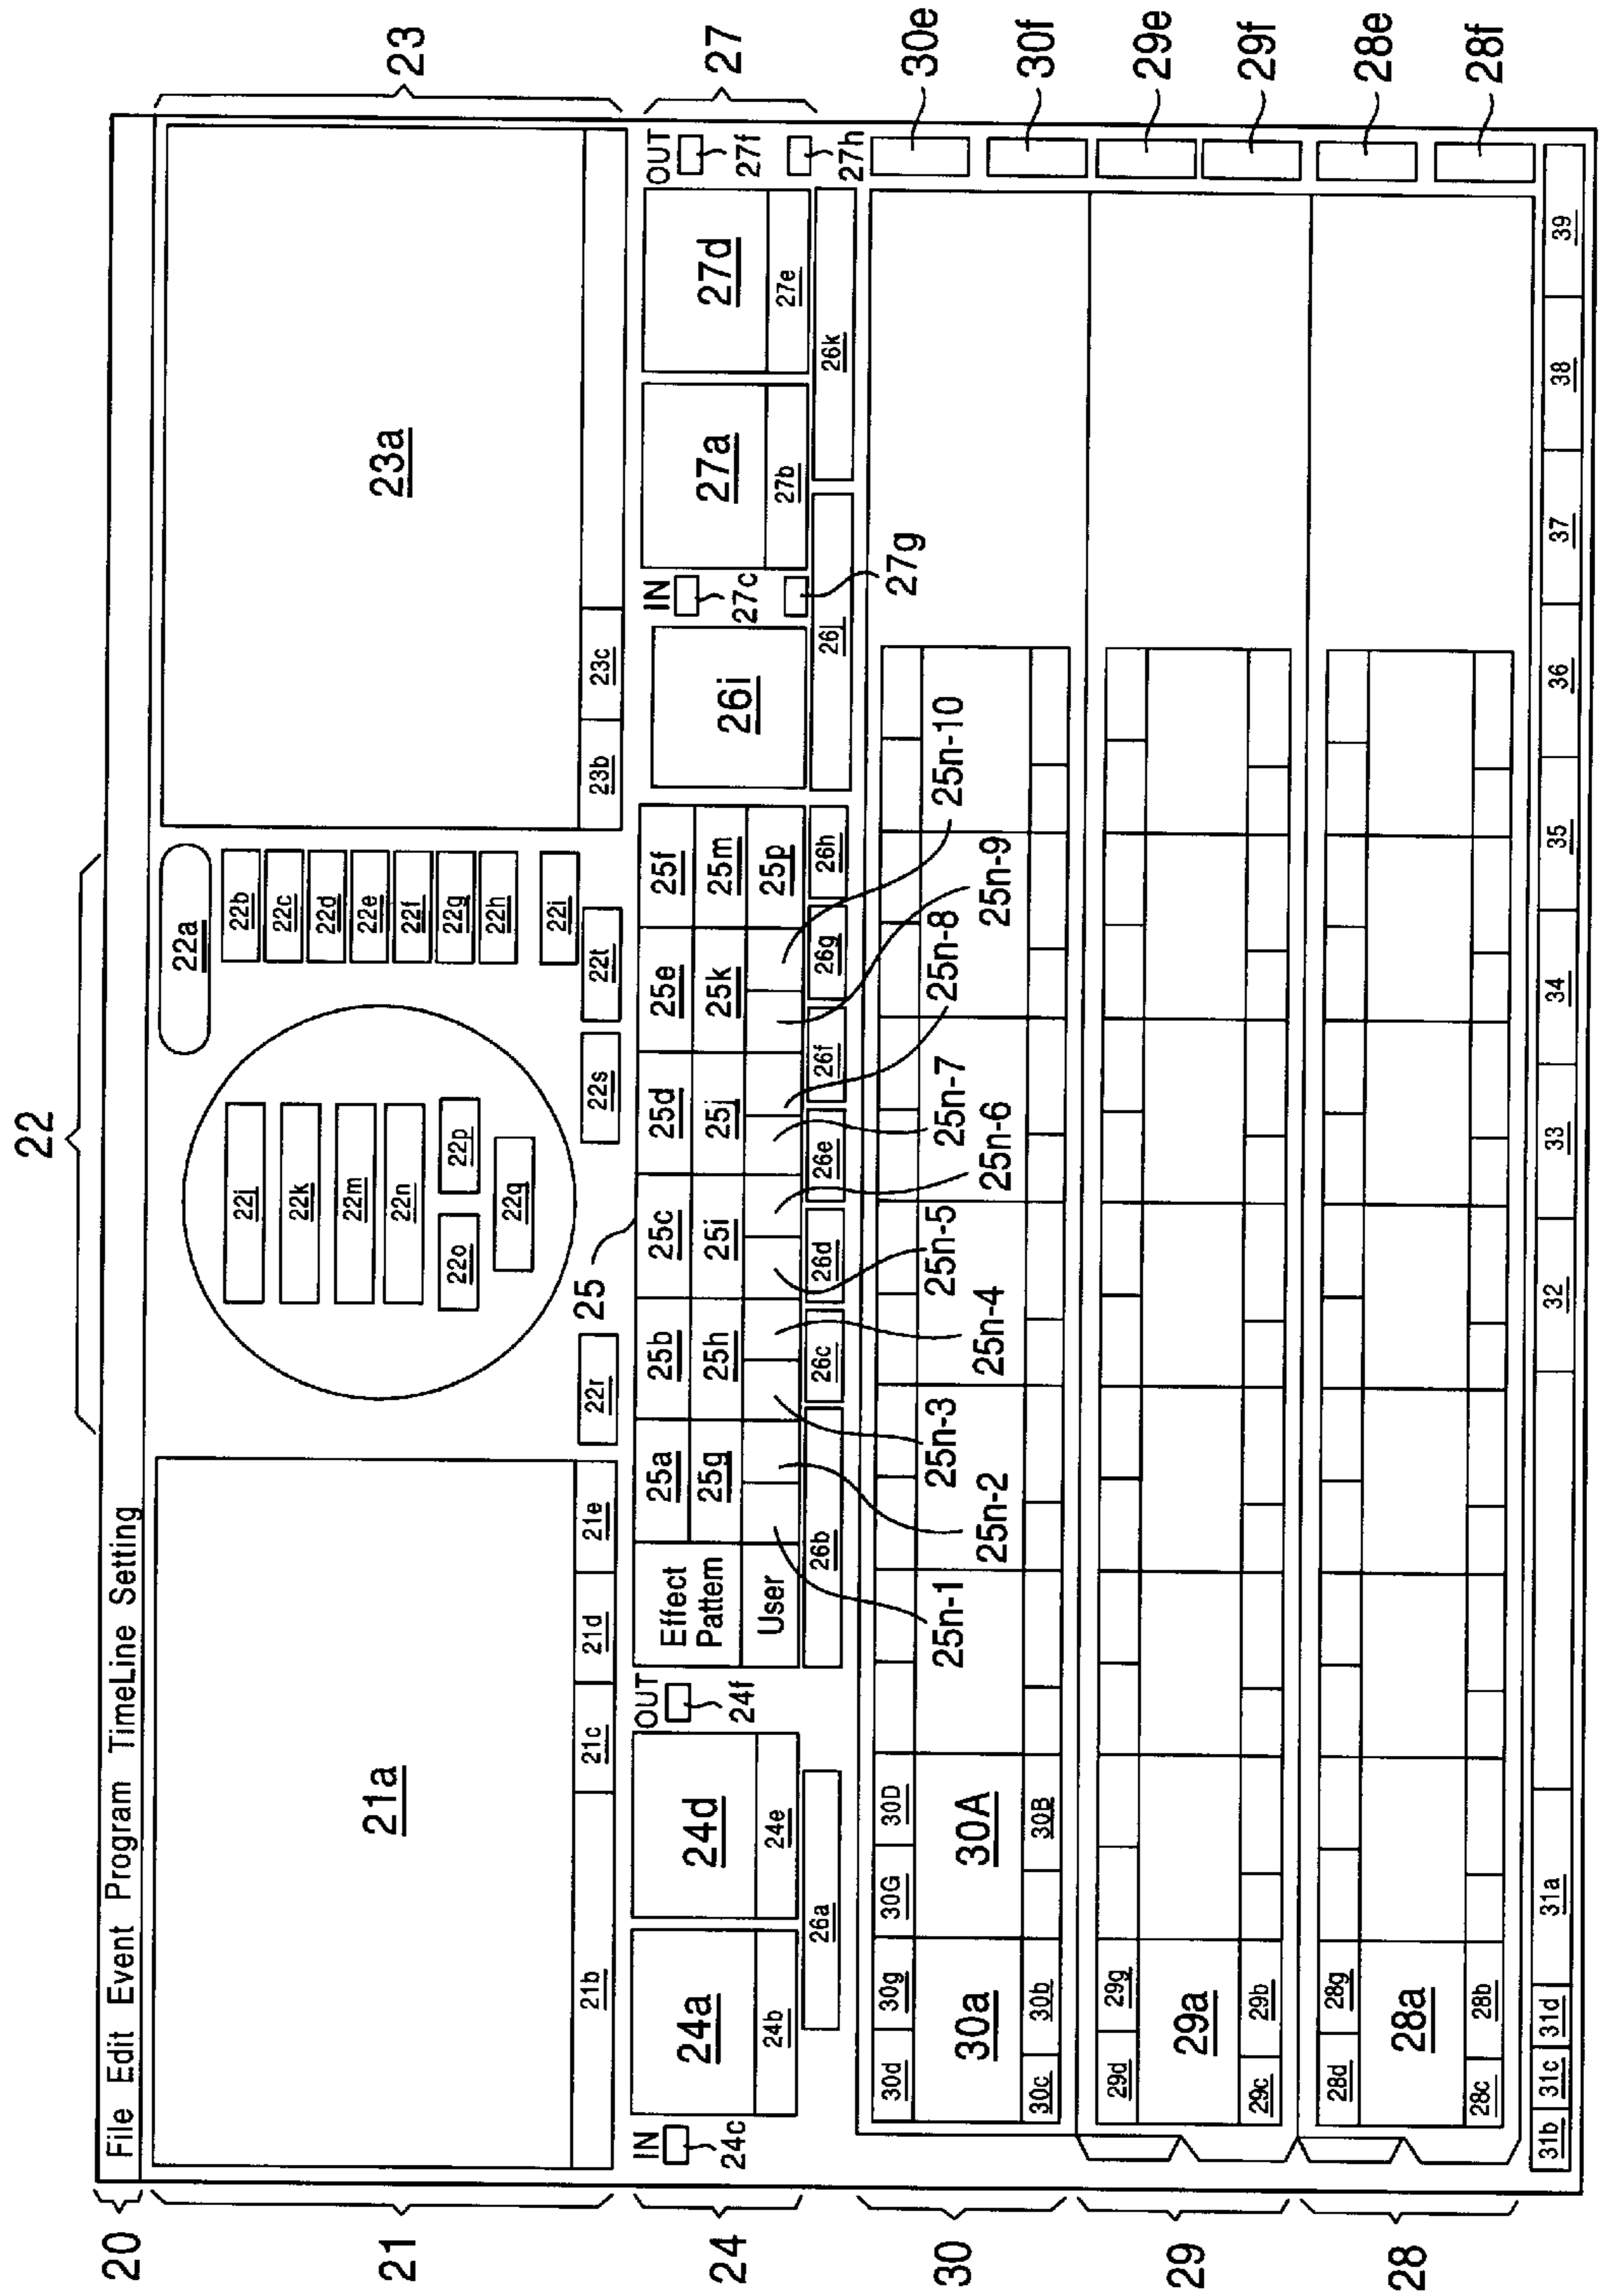 22
20
File Edit Event Program TimeLine Setting
21
21a
21b
21c
21d
21e
22a
22b
22c
22d
22e
22f
22g
22h
22i
22j
22k
22m
22n
22o
22p
22q
22r
22s
22t
23a
23b
23c
23
24
IN
24c
24a
24b
24d
24e
OUT
24f
25
Effect
Pattem
User
25a
25b
25c
25d
25e
25f
25g
25h
25i
25j
25k
25m
25p
26i
IN
27c
27a
27b
27d
27e
OUT
27f
27
27g
27h
26a
26b
26c
26d
26e
26f
26g
26h
26j
26k
25n-1
25n-2
25n-3
25n-4
25n-5
25n-6
25n-7
25n-8
25n-9
25n-10
30
30d
30g
30G
30D
30a
30A
30c
30b
30B
30e
30f
29
29d
29g
29a
29c
29b
29e
29f
28
28d
28g
28a
28c
28b
28e
28f
31b
31c
31d
31a
32
33
34
35
36
37
38
39